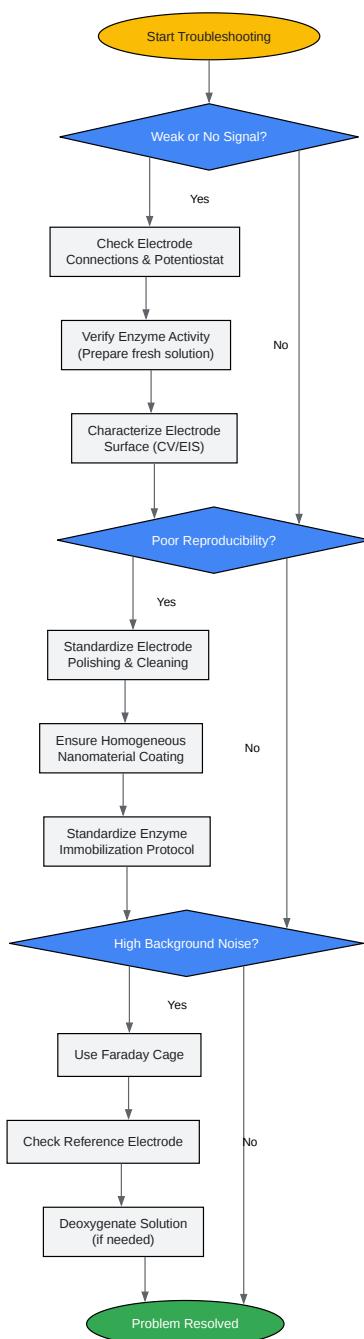 Start Troubleshooting
Weak or No Signal?
Yes
Check Electrode
Connections & Potentiostat
Verify Enzyme Activity
(Prepare fresh solution)
No
Characterize Electrode
Surface (CV/EIS)
Poor Reproducibility?
Yes
Standardize Electrode
Polishing & Cleaning
Ensure Homogeneous
Nanomaterial Coating
No
Standardize Enzyme
Immobilization Protocol
High Background Noise?
Yes
Use Faraday Cage
Check Reference Electrode
No
Deoxygenate Solution
(if needed)
Problem Resolved